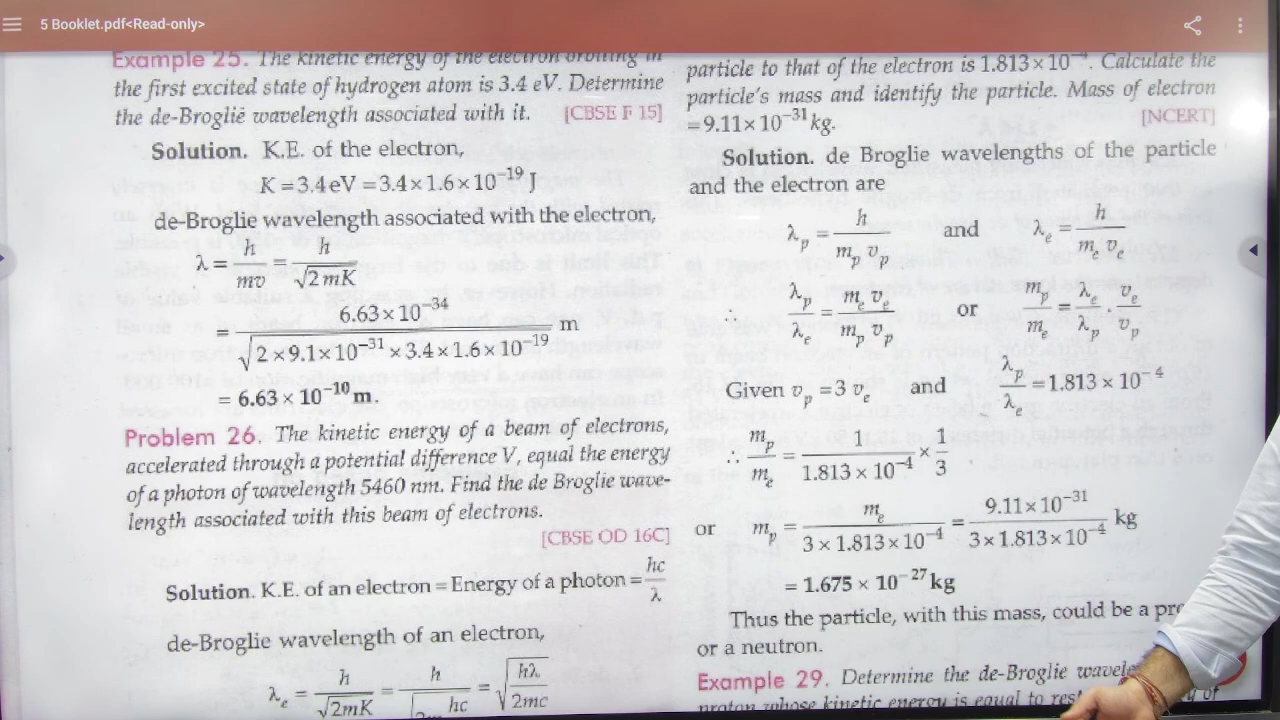 5 Booklet.pdf<Read-only>
Example 25. The kinetic energy of the electron orbiting in
the first excited state of hydrogen atom is 3.4 eV. Determine
the de-Broglie wavelength associated with it. [CBSE F 15]
Solution. K.E. of the electron,
K = 3.4 eV = 3.4 × 1.6 × 10⁻¹⁹ J
de-Broglie wavelength associated with the electron,
λ = h/mv = h/√2mK
= 6.63 × 10⁻³⁴ / √2 × 9.1 × 10⁻³¹ × 3.4 × 1.6 × 10⁻¹⁹ m
= 6.63 × 10⁻¹⁰ m.
Problem 26. The kinetic energy of a beam of electrons,
accelerated through a potential difference V, equal the energy
of a photon of wavelength 5460 nm. Find the de Broglie wave-
length associated with this beam of electrons.
[CBSE OD 16C]
Solution. K.E. of an electron = Energy of a photon = hc/λ
de-Broglie wavelength of an electron,
λₑ = h/√2mK = h/ hc = √hλ/2mc
particle to that of the electron is 1.813 × 10⁻⁴. Calculate the
particle's mass and identify the particle. Mass of electron
= 9.11 × 10⁻³¹ kg. [NCERT]
Solution. de Broglie wavelengths of the particle
and the electron are
λₚ = h/mₚ vₚ and λₑ = h/mₑ vₑ
∴ λₚ/λₑ = mₑ vₑ/mₚ vₚ or mₚ/mₑ = λₑ/λₚ · vₑ/vₚ
Given vₚ = 3 vₑ and λₚ/λₑ = 1.813 × 10⁻⁴
∴ mₚ/mₑ = 1/1.813 × 10⁻⁴ × 1/3
or mₚ = mₑ/3 × 1.813 × 10⁻⁴ = 9.11 × 10⁻³¹/3 × 1.813 × 10⁻⁴ kg
= 1.675 × 10⁻²⁷ kg
Thus the particle, with this mass, could be a
or a neutron.
Example 29. Determine the de-Broglie
proton whose kinetic energy is equal to of